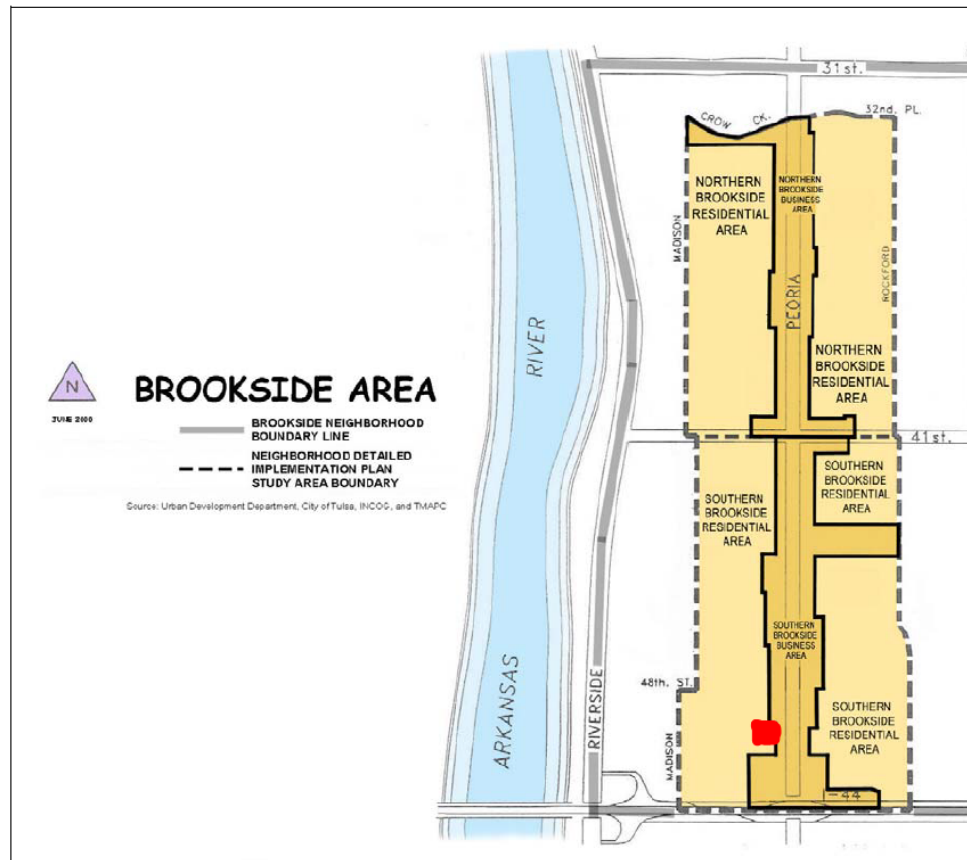 31st.
32nd. PL.
CROW CK.
NORTHERN
BROOKSIDE
RESIDENTIAL
AREA
NORTHERN
BROOKSIDE
BUSINESS
AREA
MADISON
ROCKFORD
PEORIA
RIVER
NORTHERN
BROOKSIDE
RESIDENTIAL
AREA
N
JUNE 2000
BROOKSIDE AREA
BROOKSIDE NEIGHBORHOOD
BOUNDARY LINE
NEIGHBORHOOD DETAILED
IMPLEMENTATION PLAN
STUDY AREA BOUNDARY
Source: Urban Development Department, City of Tulsa, INCOG, and TMAPC
41st.
SOUTHERN
BROOKSIDE
RESIDENTIAL
AREA
SOUTHERN
BROOKSIDE
RESIDENTIAL
AREA
SOUTHERN
BROOKSIDE
BUSINESS
AREA
48th. ST.
ARKANSAS
RIVERSIDE
MADISON
SOUTHERN
BROOKSIDE
RESIDENTIAL
AREA
-44